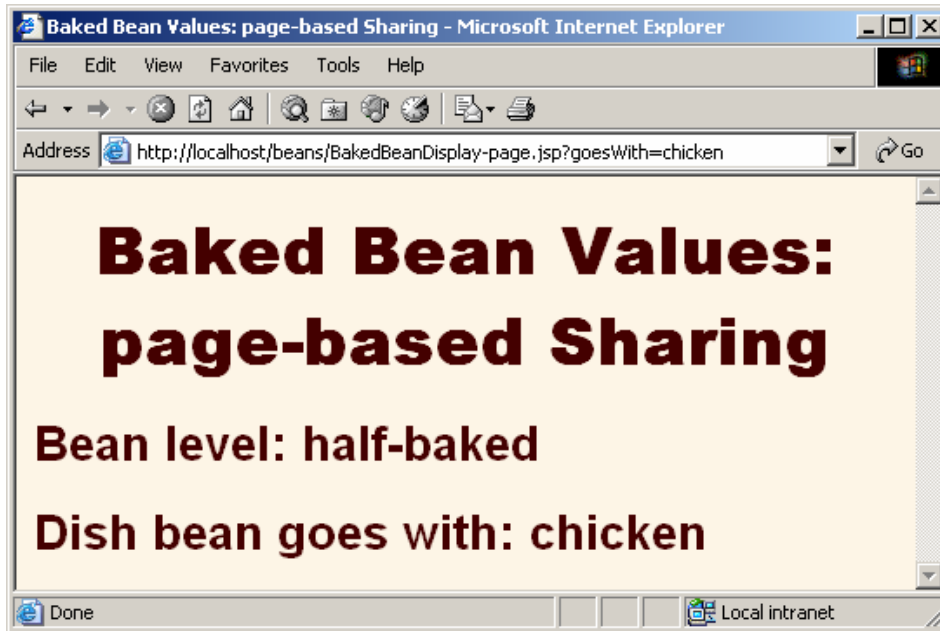 Baked Bean Values: page-based Sharing - Microsoft Internet Explorer
File Edit View Favorites Tools Help
Address http://localhost/beans/BakedBeanDisplay-page.jsp?goesWith=chicken Go
Baked Bean Values:
page-based Sharing
Bean level: half-baked
Dish bean goes with: chicken
Done Local intranet